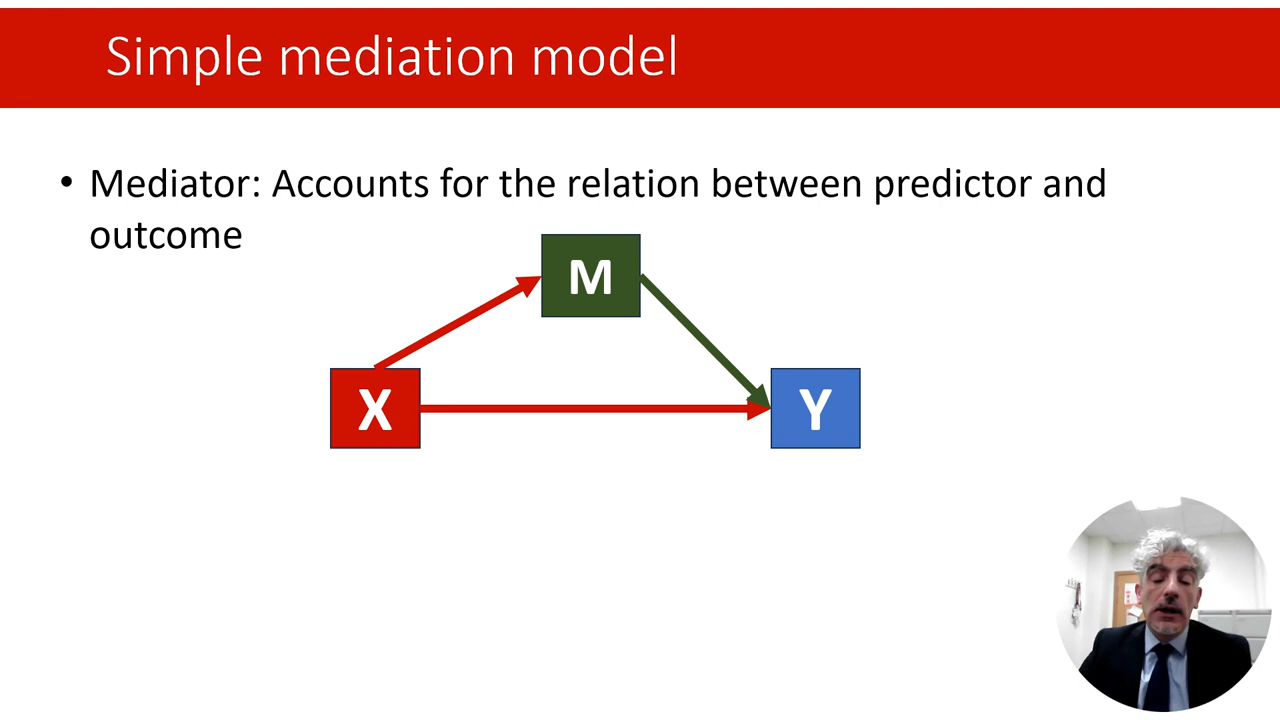 Simple mediation model
• Mediator: Accounts for the relation between predictor and
outcome
M
X
Y